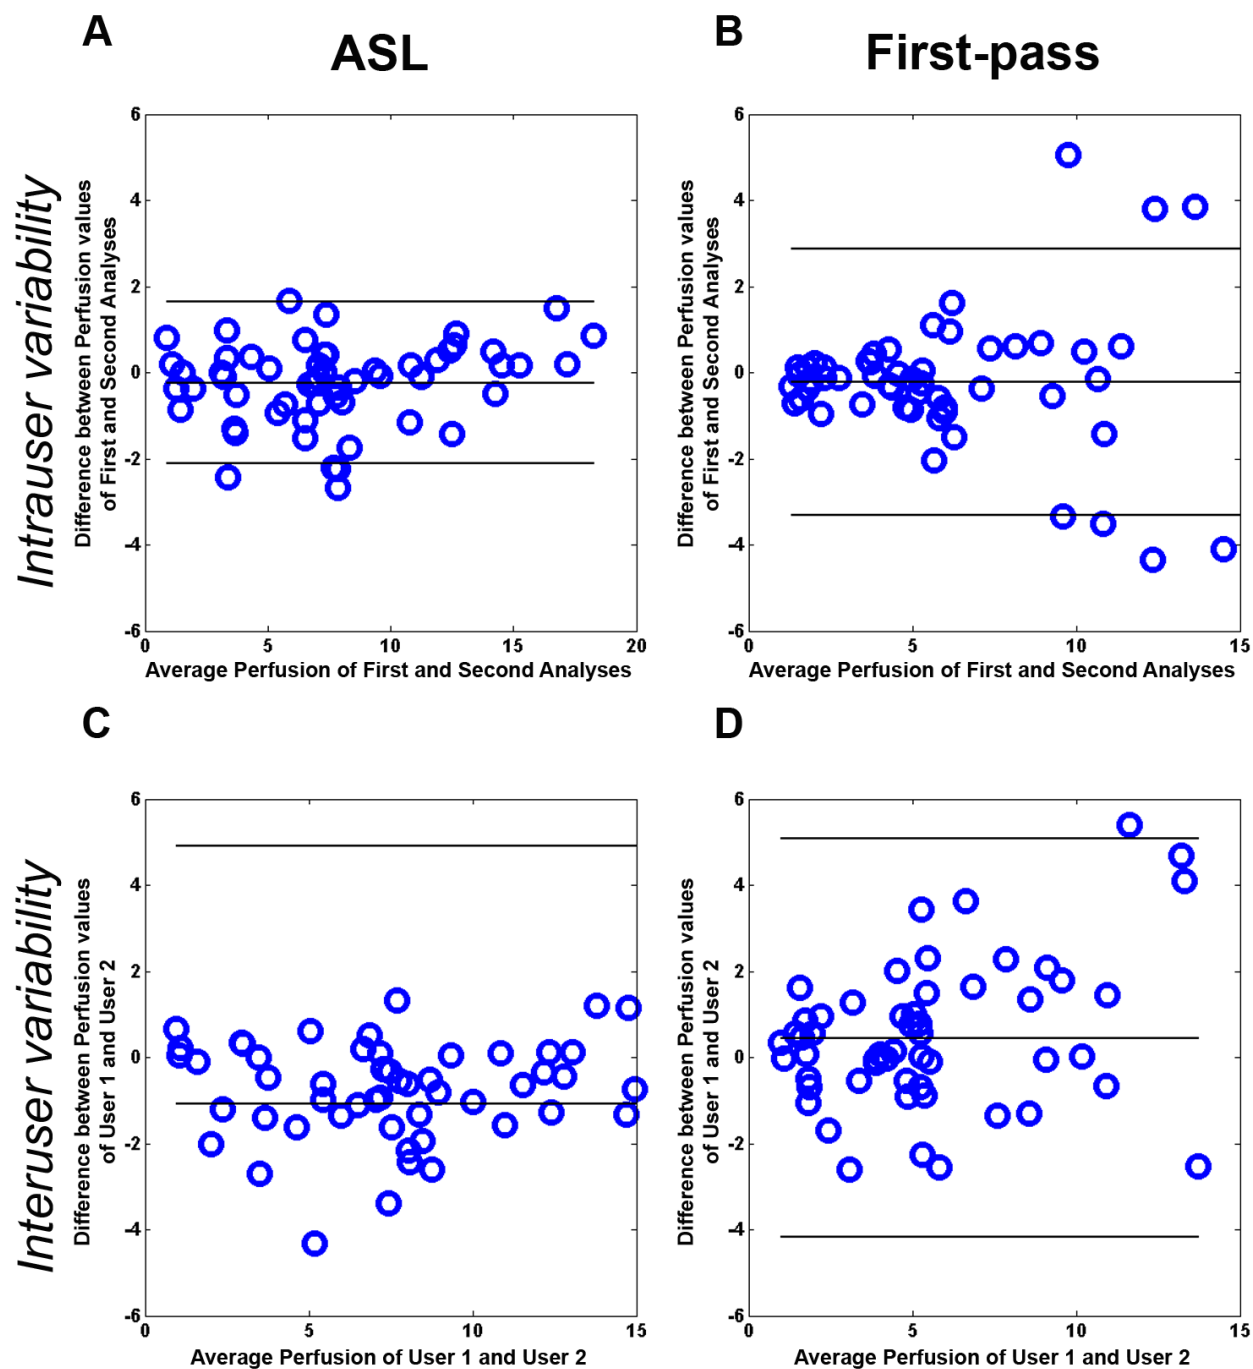 A
ASL
B
First-pass
Intrauser variability
Difference between Perfusion values
of First and Second Analyses
6
4
2
0
-2
-4
-6
0
5
10
15
20
Average Perfusion of First and Second Analyses
Difference between Perfusion values
of First and Second Analyses
6
4
2
0
-2
-4
-6
0
5
10
15
Average Perfusion of First and Second Analyses
C
D
Interuser variability
Difference between Perfusion values
of User 1 and User 2
6
4
2
0
-2
-4
-6
0
5
10
15
Average Perfusion of User 1 and User 2
Difference between Perfusion values
of User 1 and User 2
6
4
2
0
-2
-4
-6
0
5
10
15
Average Perfusion of User 1 and User 2